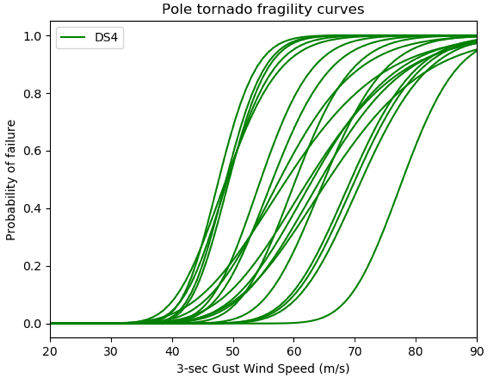 Pole tornado fragility curves
DS4
Probability of failure
1.0
0.8
0.6
0.4
0.2
0.0
20 30 40 50 60 70 80 90
3-sec Gust Wind Speed (m/s)